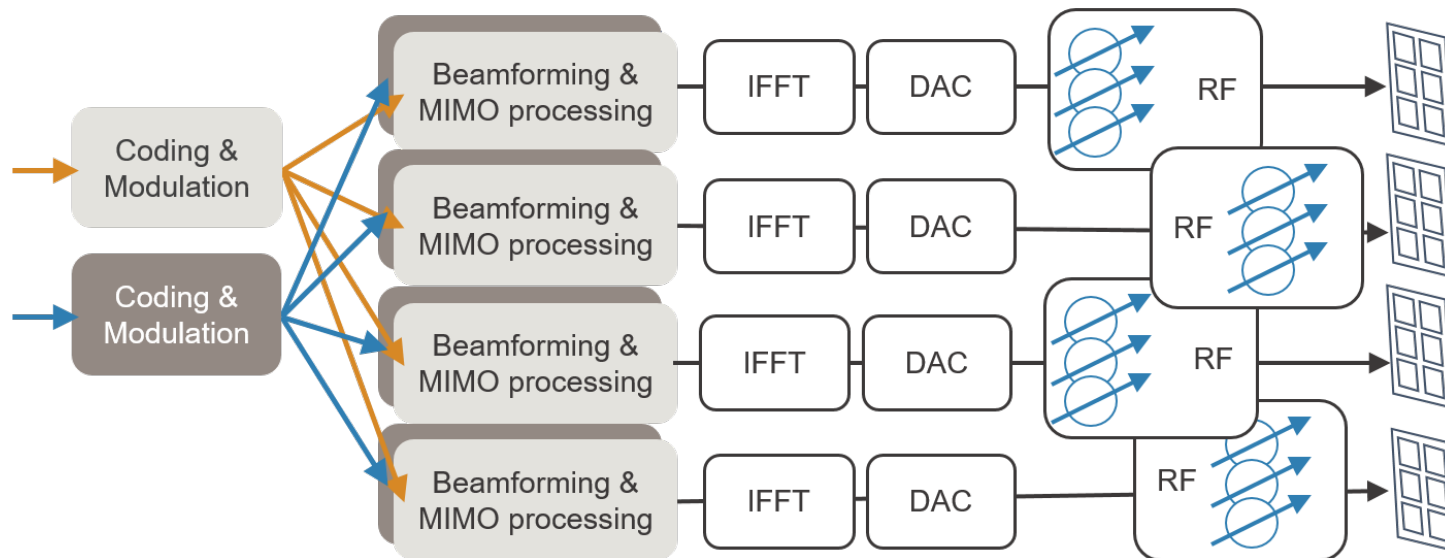 Coding &
Modulation
Coding &
Modulation
Beamforming &
MIMO processing
IFFT
DAC
RF
Beamforming &
MIMO processing
IFFT
DAC
RF
Beamforming &
MIMO processing
IFFT
DAC
RF
Beamforming &
MIMO processing
IFFT
DAC
RF